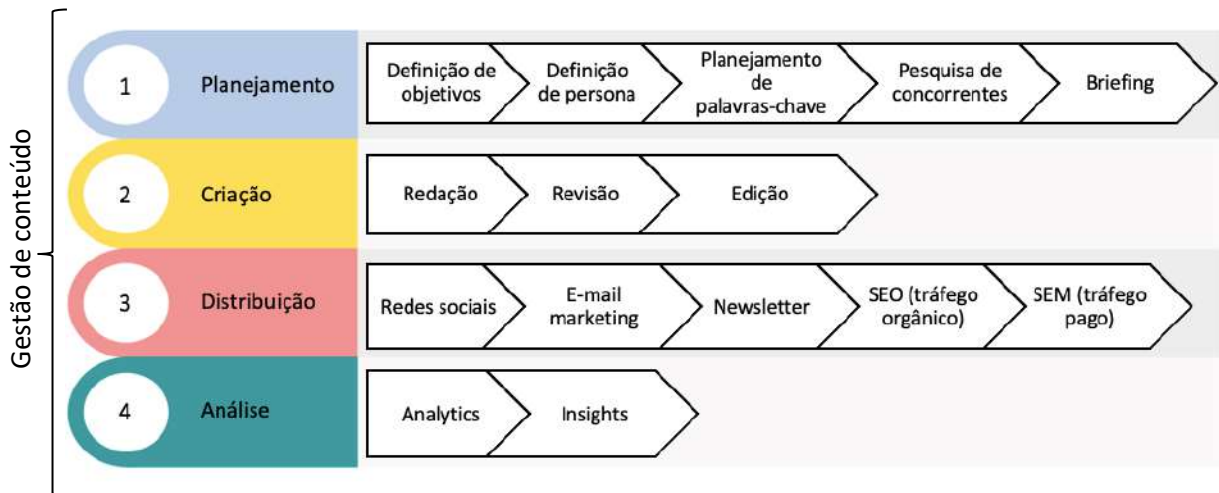 Gestão de conteúdo
1
Planejamento
Definição de
objetivos
Definição
de persona
Planejamento
de
palavras-chave
Pesquisa de
concorrentes
Briefing
2
Criação
Redação
Revisão
Edição
3
Distribuição
Redes sociais
E-mail
marketing
Newsletter
SEO (tráfego
orgânico)
SEM (tráfego
pago)
4
Análise
Analytics
Insights